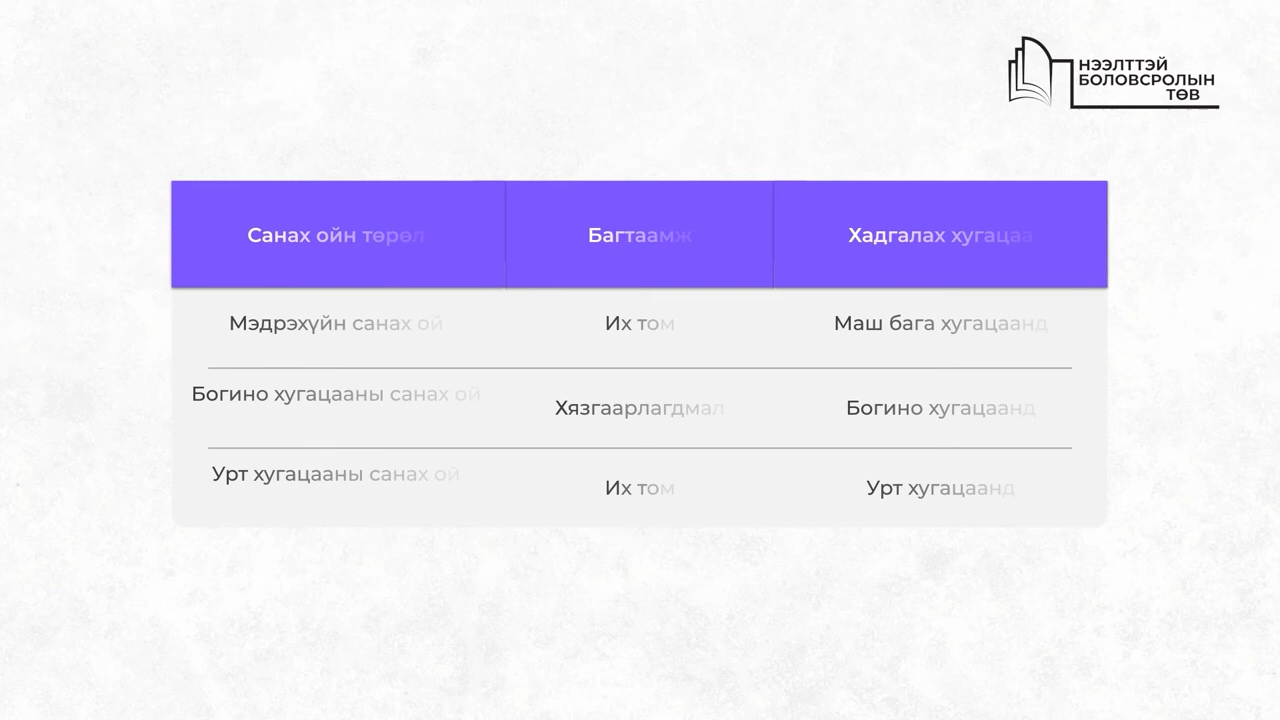 НЭЭЛТТЭЙ
БОЛОВСРОЛЫН
ТӨВ
Санах ойн төрөл
Багтаамж
Хадгалах хугацаа
Мэдрэхүйн санах ой
Их том
Маш бага хугацаанд
Богино хугацааны санах ой
Хязгаарлагдмал
Богино хугацаанд
Урт хугацааны санах ой
Их том
Урт хугацаанд